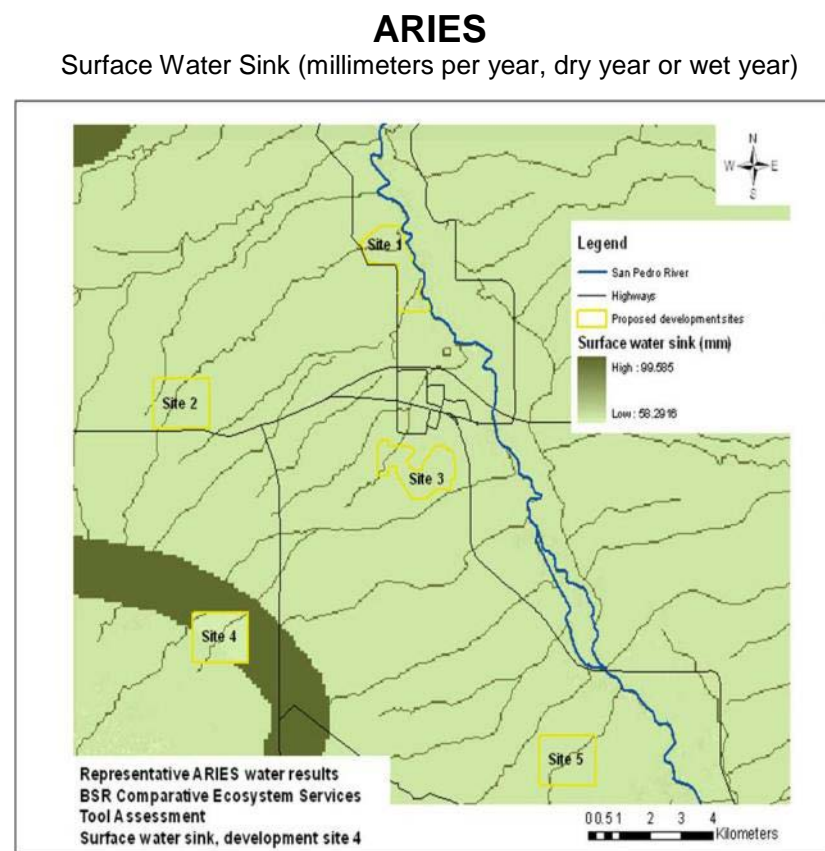 ARIES
Surface Water Sink (millimeters per year, dry year or wet year)
N
W E
S
Site 1
Legend
San Pedro River
Highways
Proposed development sites
Surface water sink (mm)
High : 99.585
Low : 58.2916
Site 2
Site 3
Site 4
Site 5
Representative ARIES water results
BSR Comparative Ecosystem Services
Tool Assessment
Surface water sink, development site 4
0 0.5 1 2 3 4
Kilometers